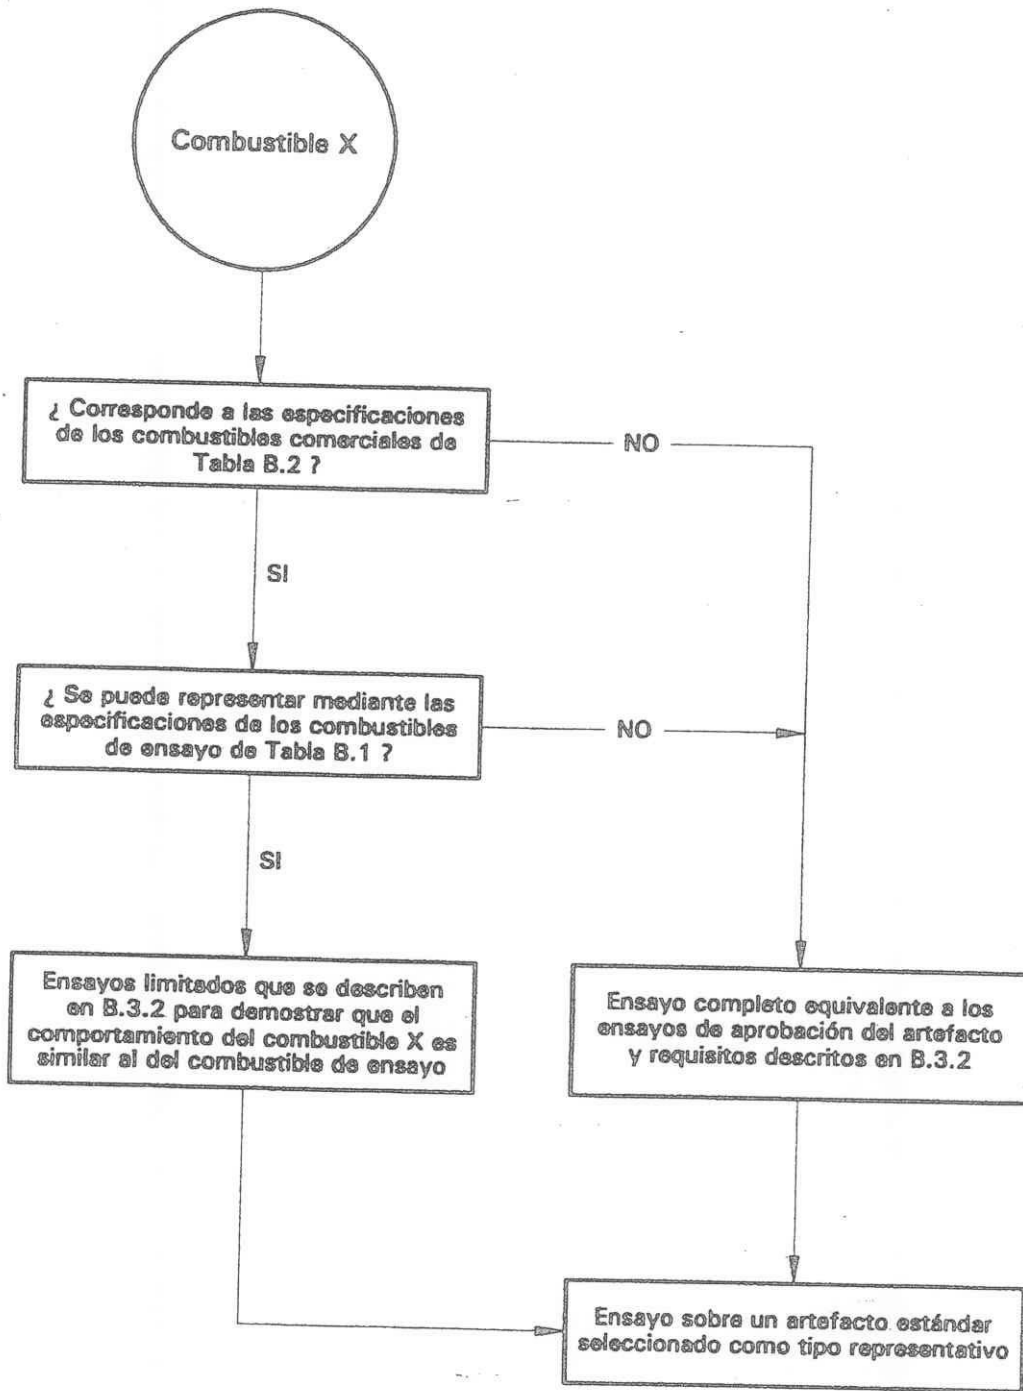 Combustible X
¿ Corresponde a las especificaciones
de los combustibles comerciales de
Tabla B.2 ?
NO
SI
¿ Se puede representar mediante las
especificaciones de los combustibles
de ensayo de Tabla B.1 ?
NO
SI
Ensayos limitados que se describen
en B.3.2 para demostrar que el
comportamiento del combustible X es
similar al del combustible de ensayo
Ensayo completo equivalente a los
ensayos de aprobación del artefacto
y requisitos descritos en B.3.2
Ensayo sobre un artefacto estándar
seleccionado como tipo representativo